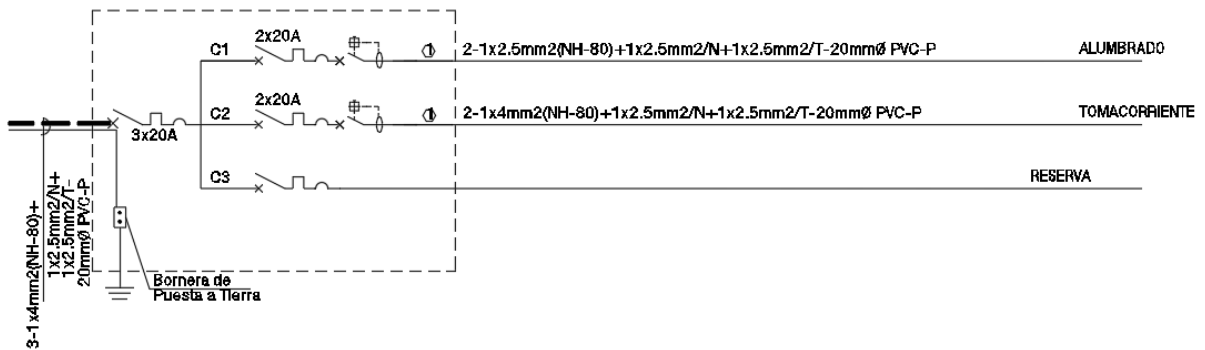 C1
2x20A
1
2-1x2.5mm2(NH-80)+1x2.5mm2/N+1x2.5mm2/T-20mmØ PVC-P
ALUMBRADO
3x20A
C2
2x20A
1
2-1x4mm2(NH-80)+1x2.5mm2/N+1x2.5mm2/T-20mmØ PVC-P
TOMACORRIENTE
C3
RESERVA
3-1x4mm2(NH-80)+
1x2.5mm2/N+
1x2.5mm2/T-
20mmØ PVC-P
Bornera de
Puesta a Tierra